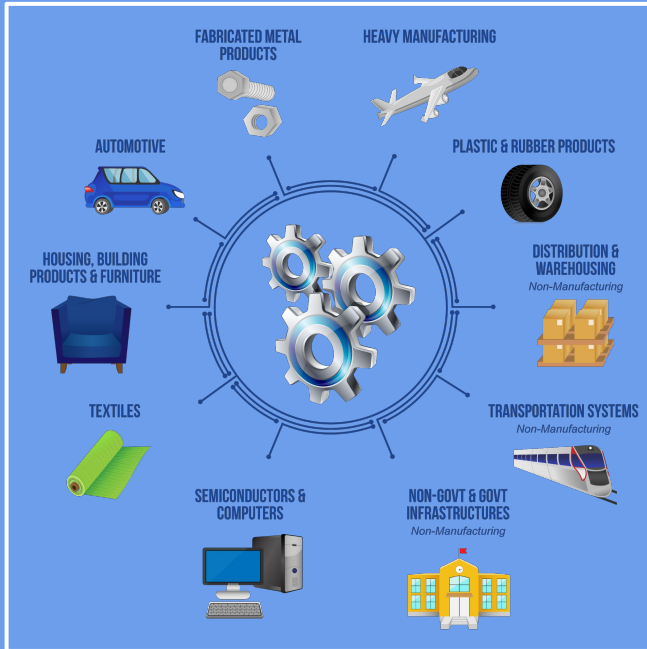 FABRICATED METAL
PRODUCTS
HEAVY MANUFACTURING
AUTOMOTIVE
PLASTIC & RUBBER PRODUCTS
HOUSING, BUILDING
PRODUCTS & FURNITURE
DISTRIBUTION &
WAREHOUSING
Non-Manufacturing
TEXTILES
TRANSPORTATION SYSTEMS
Non-Manufacturing
SEMICONDUCTORS &
COMPUTERS
NON-GOVT & GOVT
INFRASTRUCTURES
Non-Manufacturing